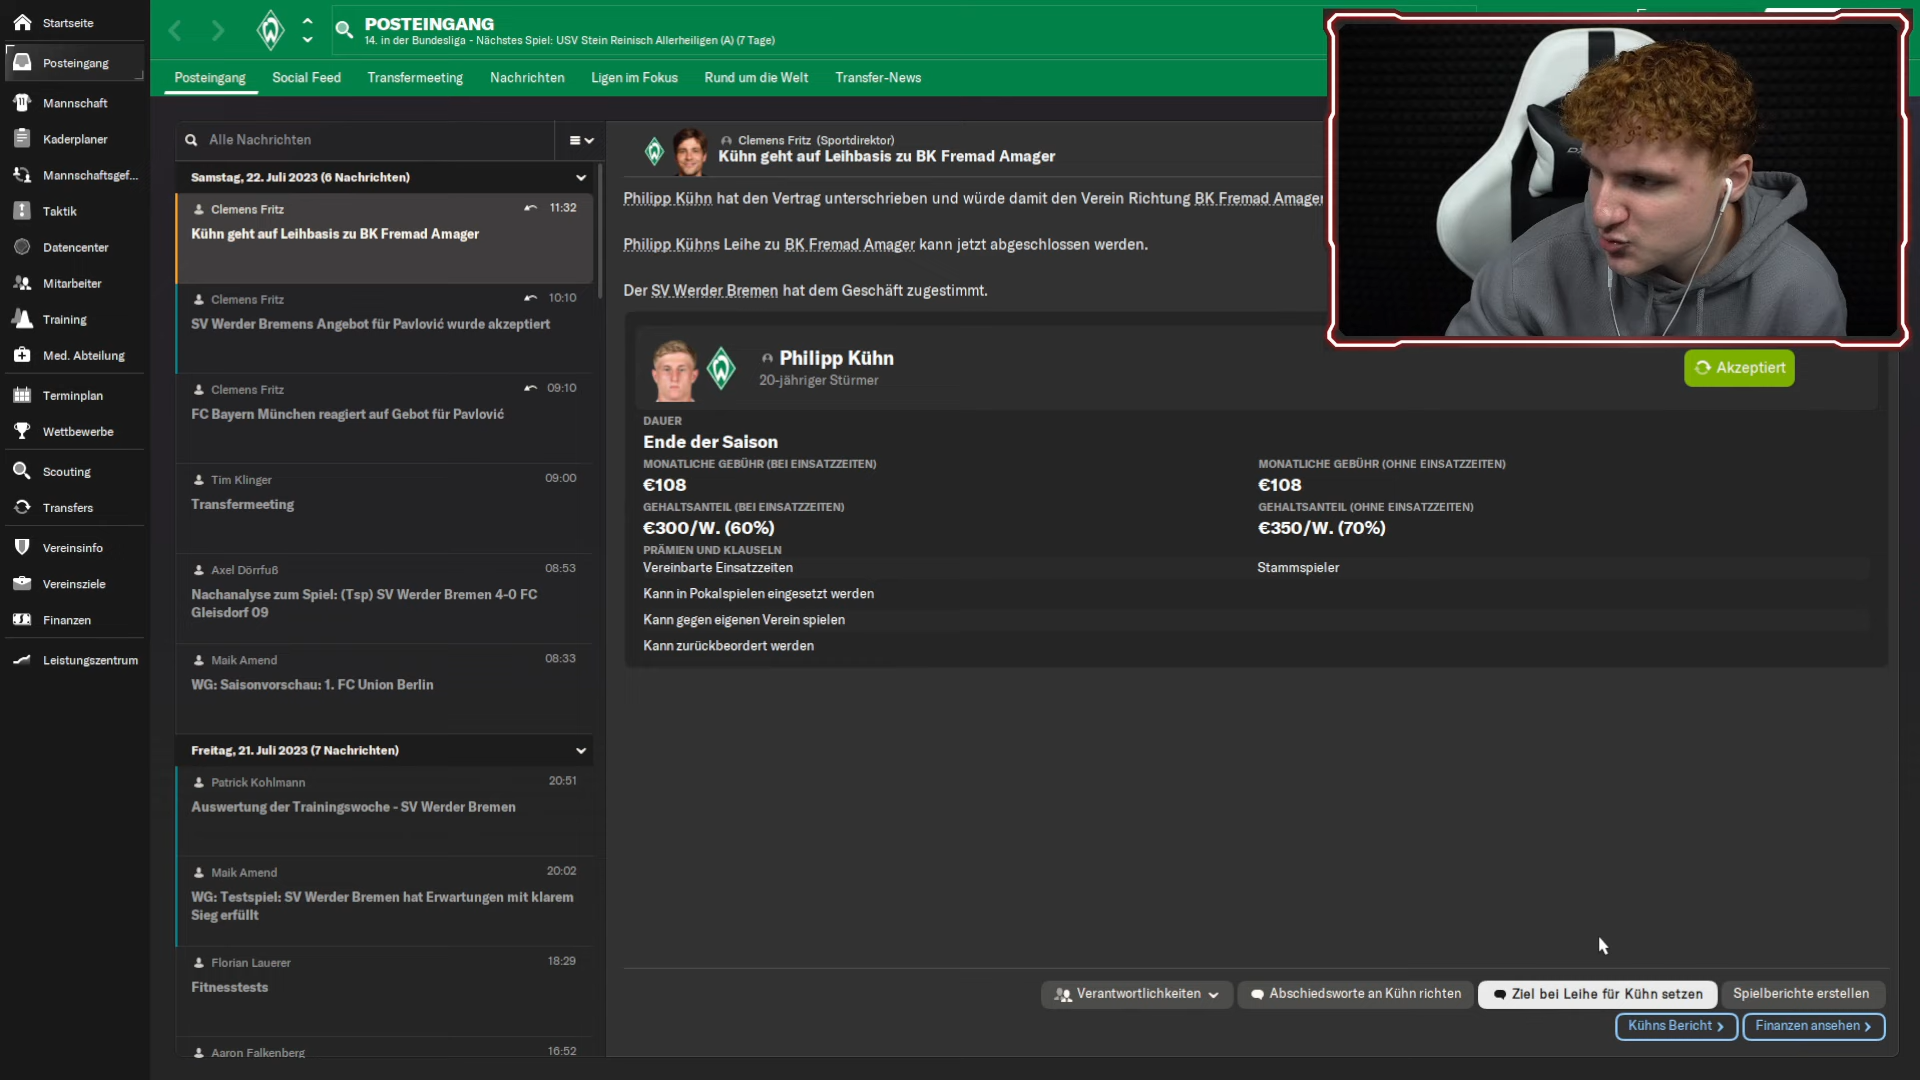 Startseite
Posteingang
Mannschaft
Kaderplaner
Mannschaftsgef...
Taktik
Datencenter
Mitarbeiter
Training
Med. Abteilung
Terminplan
Wettbewerbe
Scouting
Transfers
Vereinsinfo
Vereinsziele
Finanzen
Leistungszentrum
POSTEINGANG
14. in der Bundesliga - Nächstes Spiel: USV Stein Reinisch Allerheiligen (A) (7 Tage)
Posteingang Social Feed Transfermeeting Nachrichten Ligen im Fokus Rund um die Welt Transfer-News
Alle Nachrichten
Samstag, 22. Juli 2023 (6 Nachrichten)
Clemens Fritz 11:32
Kühn geht auf Leihbasis zu BK Fremad Amager
Clemens Fritz 10:10
SV Werder Bremens Angebot für Pavlović wurde akzeptiert
Clemens Fritz 09:10
FC Bayern München reagiert auf Gebot für Pavlović
Tim Klinger 09:00
Transfermeeting
Axel Dörrfuß 08:53
Nachanalyse zum Spiel: (Tsp) SV Werder Bremen 4-0 FC
Gleisdorf 09
Maik Amend 08:33
WG: Saisonvorschau: 1. FC Union Berlin
Freitag, 21. Juli 2023 (7 Nachrichten)
Patrick Kohlmann 20:51
Auswertung der Trainingswoche - SV Werder Bremen
Maik Amend 20:02
WG: Testspiel: SV Werder Bremen hat Erwartungen mit klarem
Sieg erfüllt
Florian Lauerer 18:29
Fitnesstests
Aaron Falkenberg 16:52
Clemens Fritz (Sportdirektor)
Kühn geht auf Leihbasis zu BK Fremad Amager
Philipp Kühn hat den Vertrag unterschrieben und würde damit den Verein Richtung BK Fremad Amager
Philipp Kühns Leihe zu BK Fremad Amager kann jetzt abgeschlossen werden.
Der SV Werder Bremen hat dem Geschäft zugestimmt.
Philipp Kühn
20-jähriger Stürmer
Akzeptiert
DAUER
Ende der Saison
MONATLICHE GEBÜHR (BEI EINSATZZEITEN) MONATLICHE GEBÜHR (OHNE EINSATZZEITEN)
€108 €108
GEHALTSANTEIL (BEI EINSATZZEITEN) GEHALTSANTEIL (OHNE EINSATZZEITEN)
€300/W. (60%) €350/W. (70%)
PRÄMIEN UND KLAUSELN
Vereinbarte Einsatzzeiten Stammspieler
Kann in Pokalspielen eingesetzt werden
Kann gegen eigenen Verein spielen
Kann zurückbeordert werden
Verantwortlichkeiten Abschiedsworte an Kühn richten Ziel bei Leihe für Kühn setzen Spielberichte erstellen
Kühns Bericht Finanzen ansehen